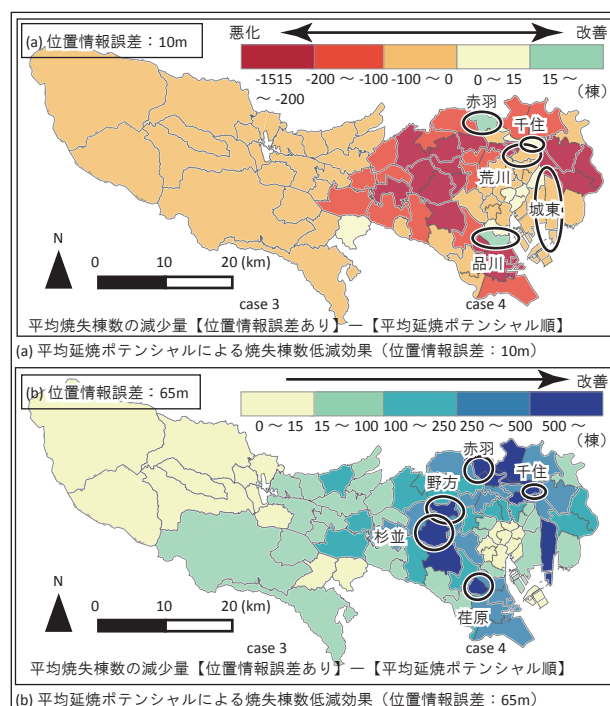 (a) 位置情報誤差：10m
悪化
改善
-1515
～ -200
-200 ～ -100
-100 ～ 0
0 ～ 15
15 ～
(棟)
赤羽
千住
荒川
城東
品川
N
0 10 20 (km)
case 3 case 4
平均焼失棟数の減少量【位置情報誤差あり】―【平均延焼ポテンシャル順】
(a) 平均延焼ポテンシャルによる焼失棟数低減効果（位置情報誤差：10m）
(b) 位置情報誤差：65m
改善
0 ～ 15
15 ～ 100
100 ～ 250
250 ～ 500
500 ～
(棟)
赤羽
千住
野方
杉並
荏原
N
0 10 20 (km)
case 3 case 4
平均焼失棟数の減少量【位置情報誤差あり】―【平均延焼ポテンシャル順】
(b) 平均延焼ポテンシャルによる焼失棟数低減効果（位置情報誤差：65m）